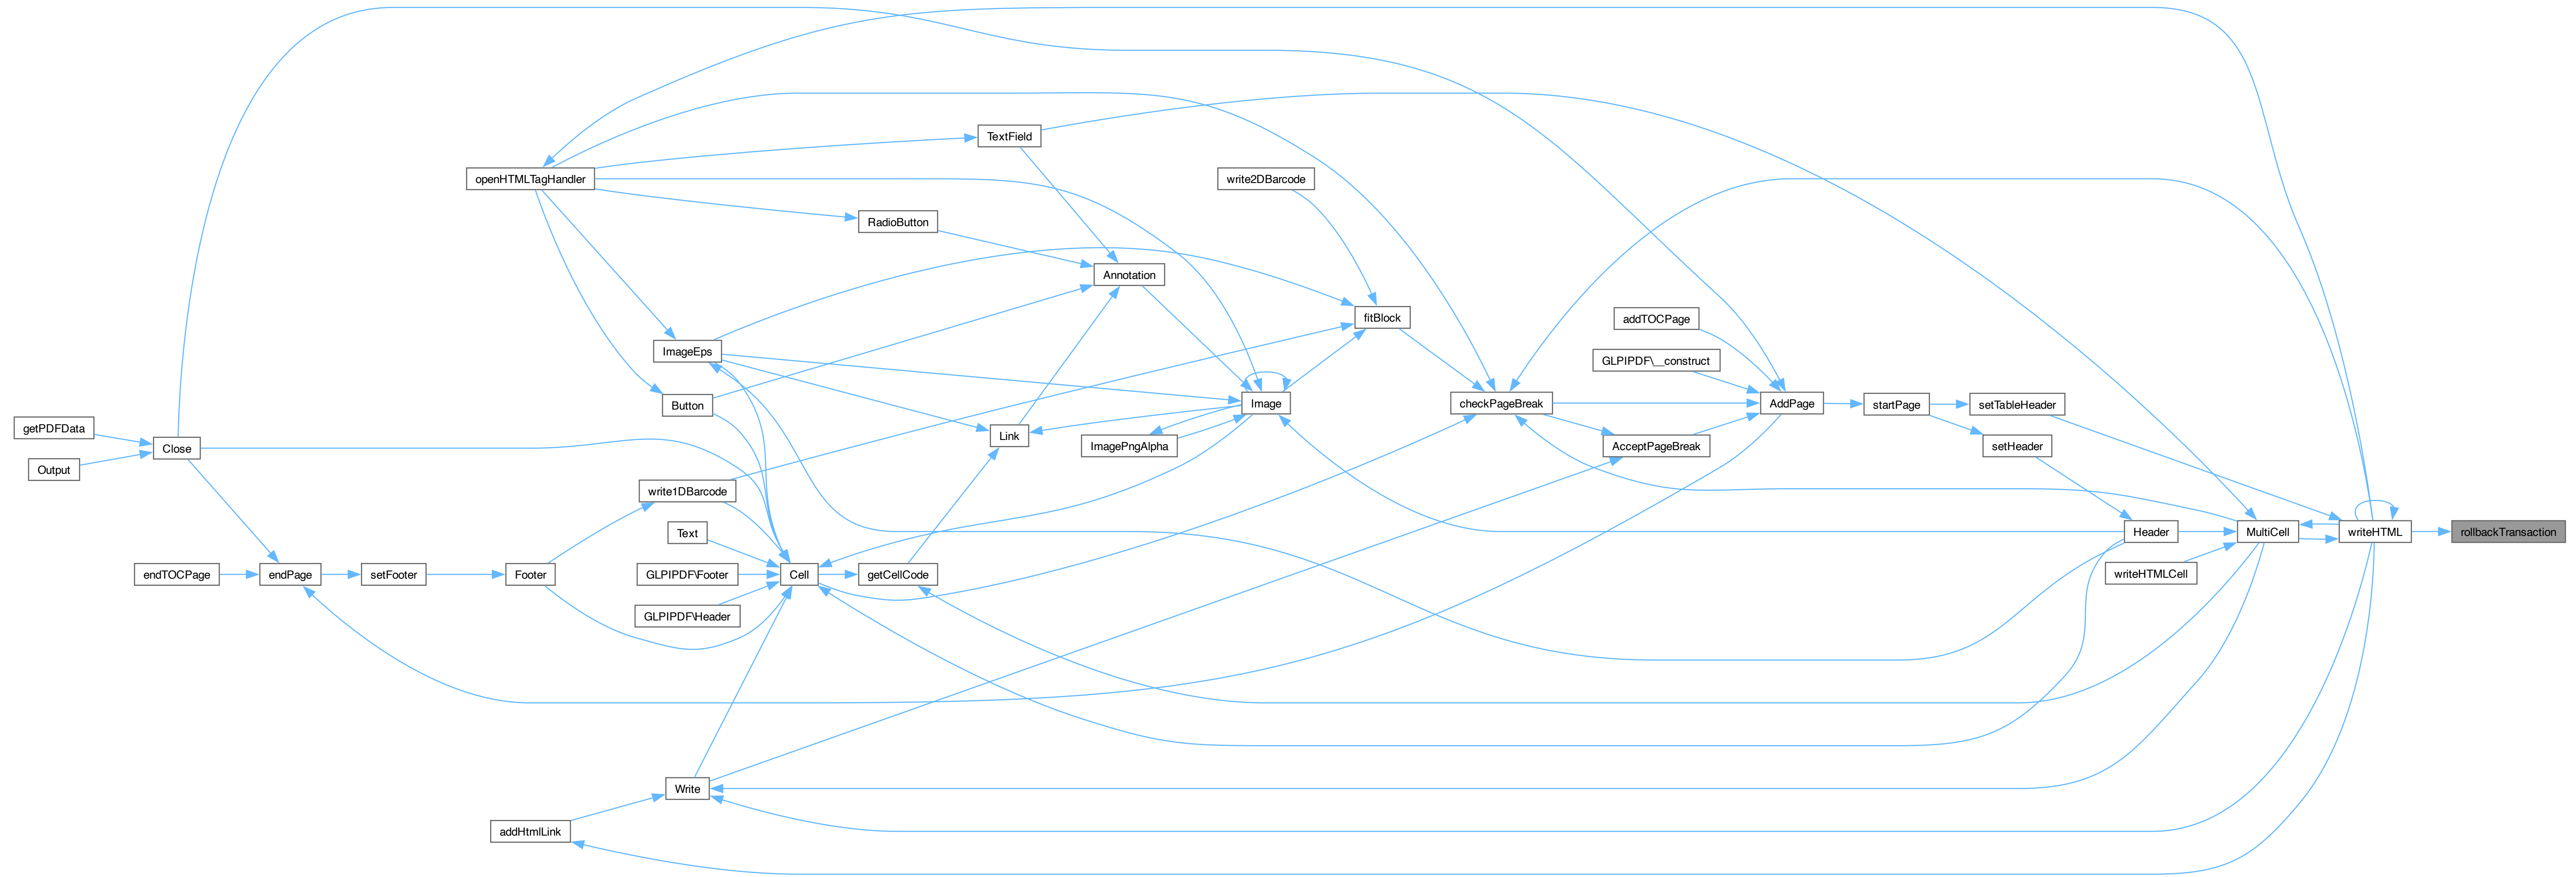 TextField
openHTMLTagHandler
write2DBarcode
RadioButton
Annotation
fitBlock
addTOCPage
ImageEps
GLPIPDF\__construct
Button
Image
checkPageBreak
AddPage
startPage
setTableHeader
getPDFData
Close
Link
ImagePngAlpha
AcceptPageBreak
setHeader
Output
write1DBarcode
Text
Header
MultiCell
writeHTML
rollbackTransaction
endTOCPage
endPage
setFooter
Footer
GLPIPDF\Footer
Cell
getCellCode
writeHTMLCell
GLPIPDF\Header
Write
addHtmlLink